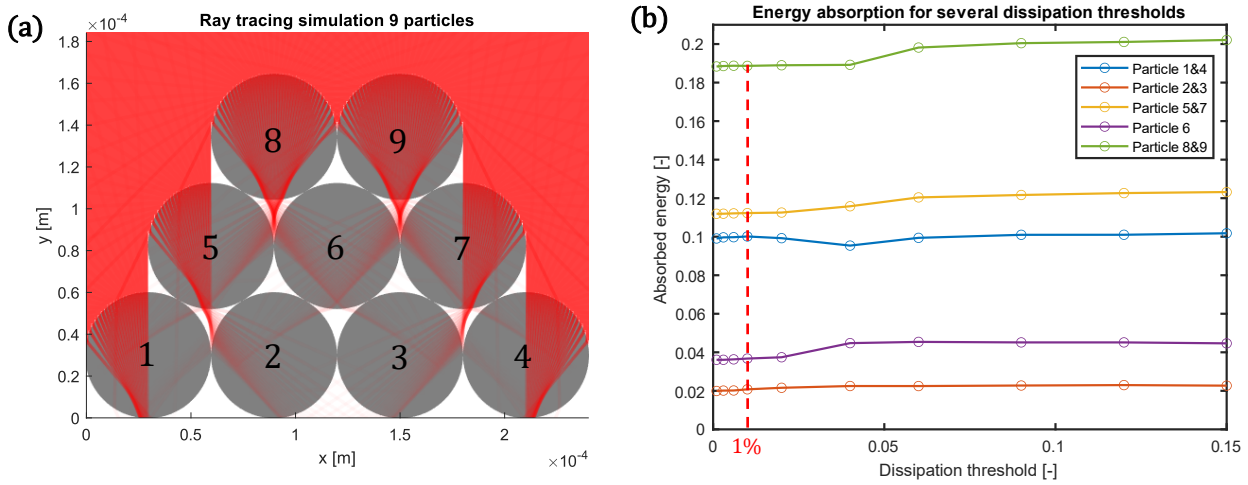 (a)
Ray tracing simulation 9 particles
×10⁻⁴
1.8
1.6
1.4
1.2
1
0.8
0.6
0.4
0.2
0
y [m]
8 9
5 6 7
1 2 3 4
0 0.5 1 1.5 2
x [m]
×10⁻⁴
(b)
Energy absorption for several dissipation thresholds
0.2
0.18
0.16
0.14
0.12
0.1
0.08
0.06
0.04
0.02
0
Absorbed energy [-]
Particle 1&4
Particle 2&3
Particle 5&7
Particle 6
Particle 8&9
0 0.05 0.1 0.15
1%
Dissipation threshold [-]